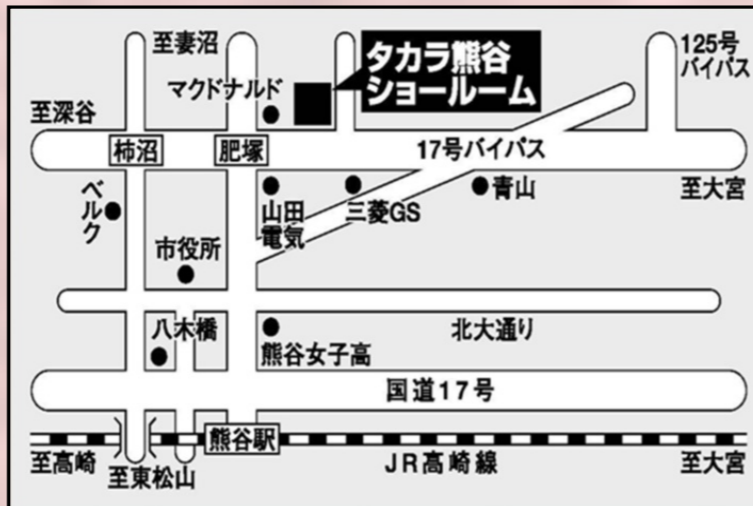 至妻沼
タカラ熊谷
ショールーム
125号
バイパス
マクドナルド
至深谷
柿沼
肥塚
17号バイパス
ベルク
山田
電気
三菱GS
青山
至大宮
市役所
八木橋
熊谷女子高
北大通り
国道17号
熊谷駅
至高崎
至東松山
JR高崎線
至大宮